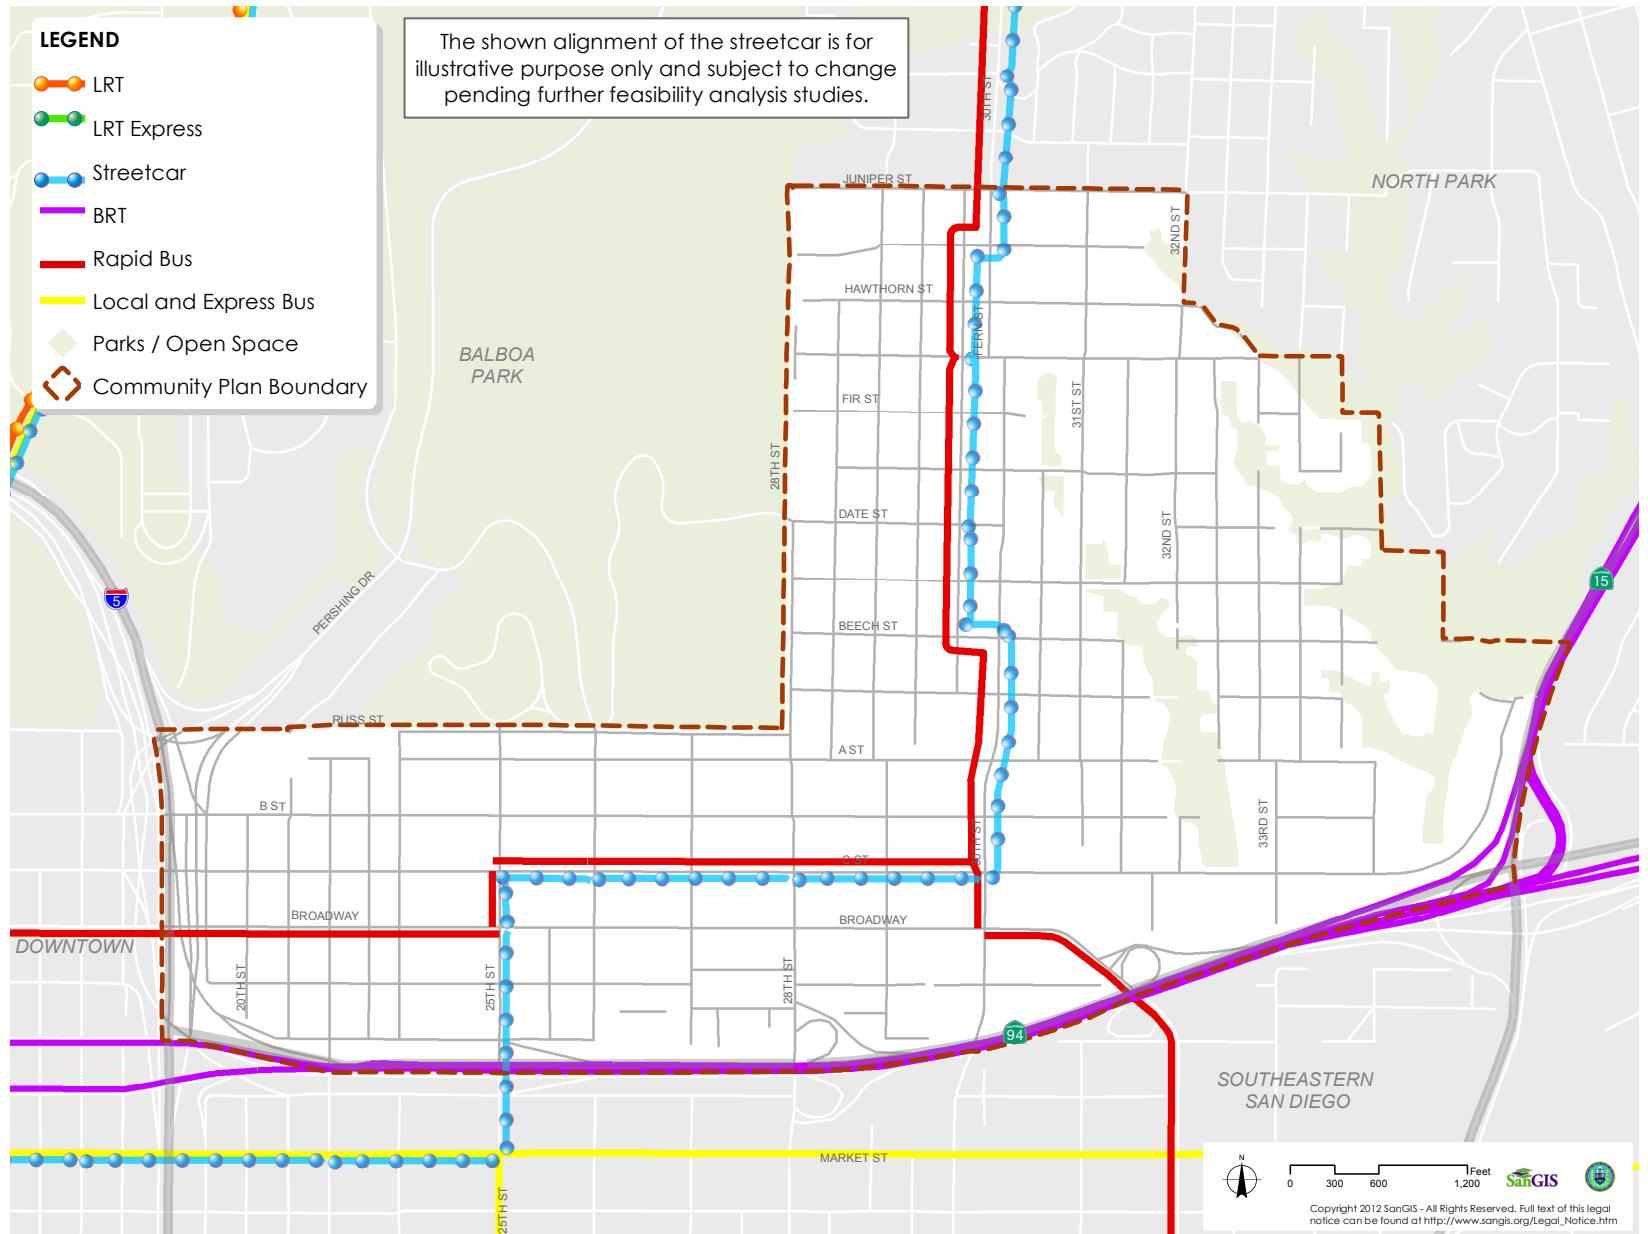 LEGEND
LRT
LRT Express
Streetcar
BRT
Rapid Bus
Local and Express Bus
Parks / Open Space
Community Plan Boundary
The shown alignment of the streetcar is for
illustrative purpose only and subject to change
pending further feasibility analysis studies.
30TH ST
JUNIPER ST
NORTH PARK
32ND ST
HAWTHORN ST
FERN ST
BALBOA
PARK
FIR ST
31ST ST
28TH ST
DATE ST
32ND ST
15
5
PERSHING DR
BEECH ST
RUSS ST
A ST
B ST
33RD ST
30TH ST
C ST
BROADWAY
BROADWAY
DOWNTOWN
20TH ST
25TH ST
28TH ST
94
SOUTHEASTERN
SAN DIEGO
MARKET ST
25TH ST
N
Feet
0 300 600 1,200
SanGIS
Copyright 2012 SanGIS - All Rights Reserved. Full text of this legal
notice can be found at http://www.sangis.org/Legal_Notice.htm